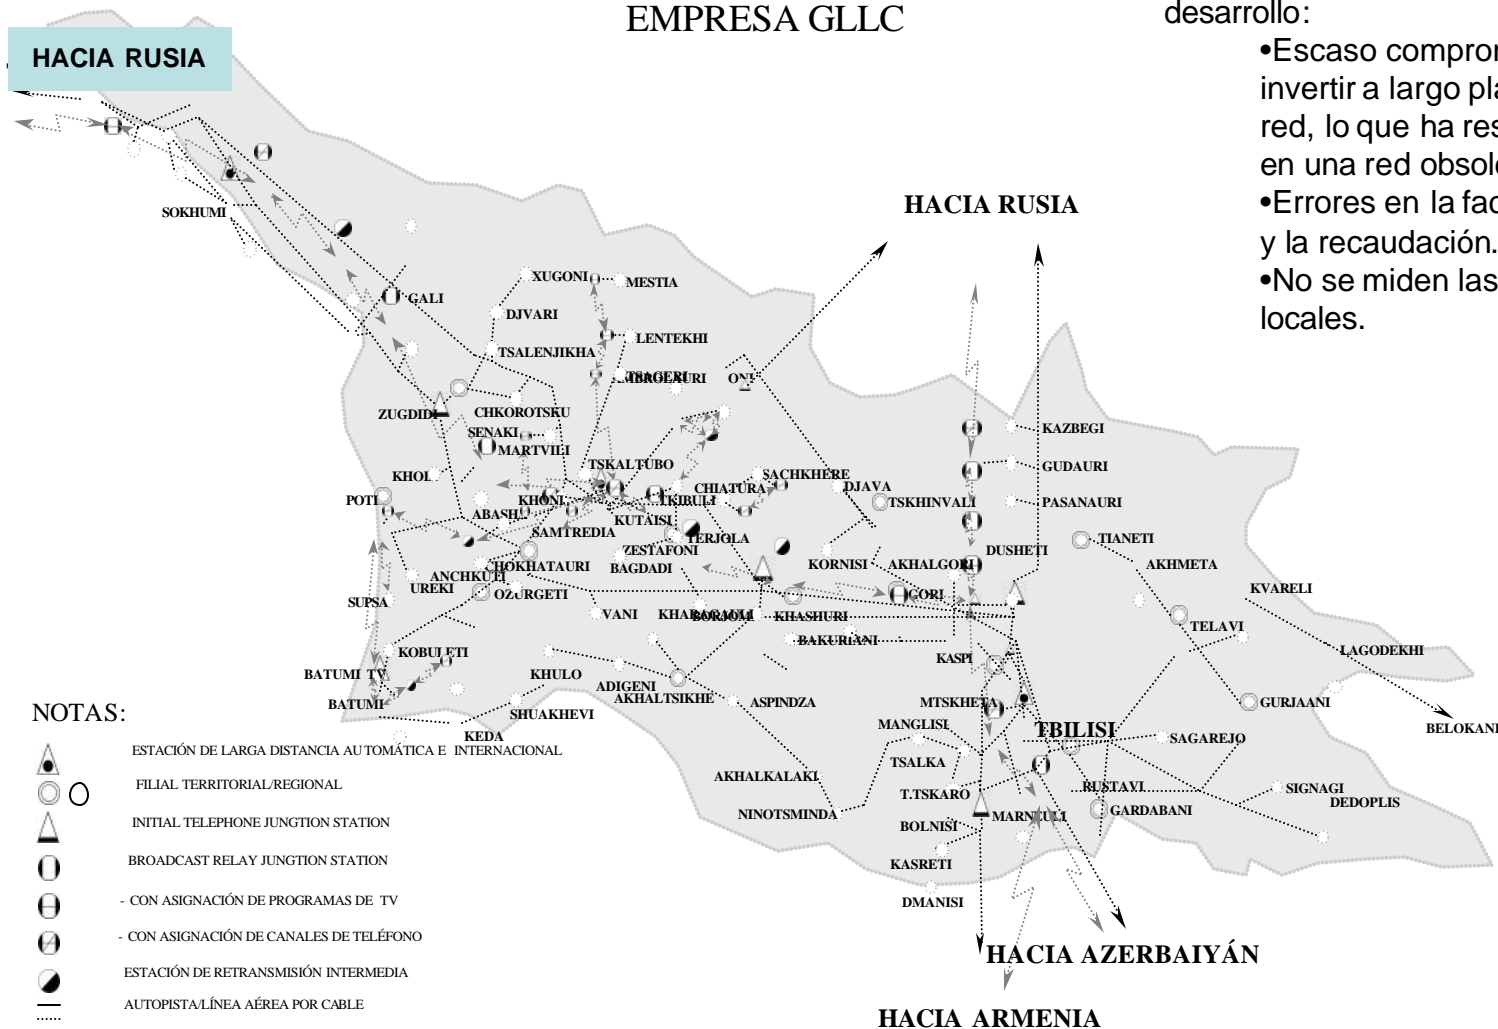 EMPRESA GLLC
desarrollo:
•Escaso
invertir a largo
red, lo que ha
en una red
•Errores en la
y la recaudación.
•No se miden las
locales.
HACIA RUSIA
HACIA RUSIA
SOKHUMI
GALI
XUGONI
MESTIA
DJVARI
LENTEKHI
TSALENJIKHA
TSAGERI
ONI
ZUGDIDI
CHKOROTSKU
SENAKI
MARTVILI
KAZBEGI
GUDAURI
TSKALTUBO
SACHKHERE
KHOL
POTI
KHONI
TKIBULI
CHIATURA
DJAVA
TSKHINVALI
PASANAURI
ABASH
KUTAISI
SAMTREDIA
TERJOLA
ZESTAFONI
BAGDADI
KORNISI
AKHALGORI
DUSHETI
TIANETI
AKHMETA
CHOKHATAURI
ANCHKUTI
UREKI
OZURGETI
SUPSA
VANI
KHARAGAULI
BORJOMI
KHASHURI
GORI
KVARELI
TELAVI
BAKURIANI
KASPI
LAGODEKHI
KOBULETI
BATUMI TV
KHULO
ADIGENI
AKHALTSIKHE
ASPINDZA
MTSKHETA
GURJAANI
BATUMI
SHUAKHEVI
KEDA
MANGLISI
TBILISI
BELOKANI
SAGAREJO
TSALKA
AKHALKALAKI
T.TSKARO
RUSTAVI
SIGNAGI
DEDOPLIS
NINOTSMINDA
MARNEULI
GARDABANI
BOLNISI
KASRETI
DMANISI
HACIA AZERBAIYÁN
HACIA ARMENIA
NOTAS:
ESTACIÓN DE LARGA DISTANCIA AUTOMÁTICA E INTERNACIONAL
FILIAL TERRITORIAL/REGIONAL
INITIAL TELEPHONE JUNGTION STATION
BROADCAST RELAY JUNGTION STATION
- CON ASIGNACIÓN DE PROGRAMAS DE TV
- CON ASIGNACIÓN DE CANALES DE TELÉFONO
ESTACIÓN DE RETRANSMISIÓN INTERMEDIA
AUTOPISTA/LÍNEA AÉREA POR CABLE